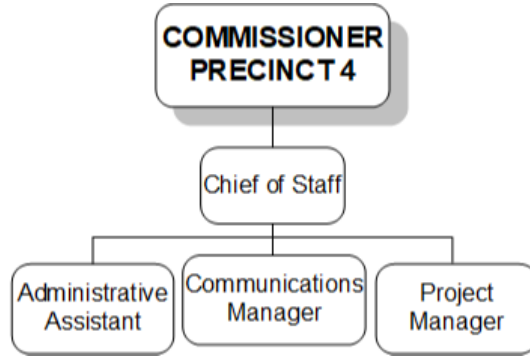 COMMISSIONER
PRECINCT 4
Chief of Staff
Administrative
Assistant
Communications
Manager
Project
Manager